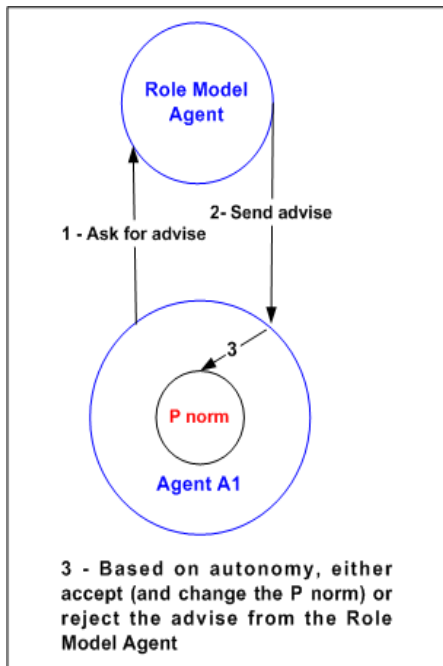 Role Model
Agent
2- Send advise
1 - Ask for advise
3
P norm
Agent A1
3 - Based on autonomy, either
accept (and change the P norm) or
reject the advise from the Role
Model Agent